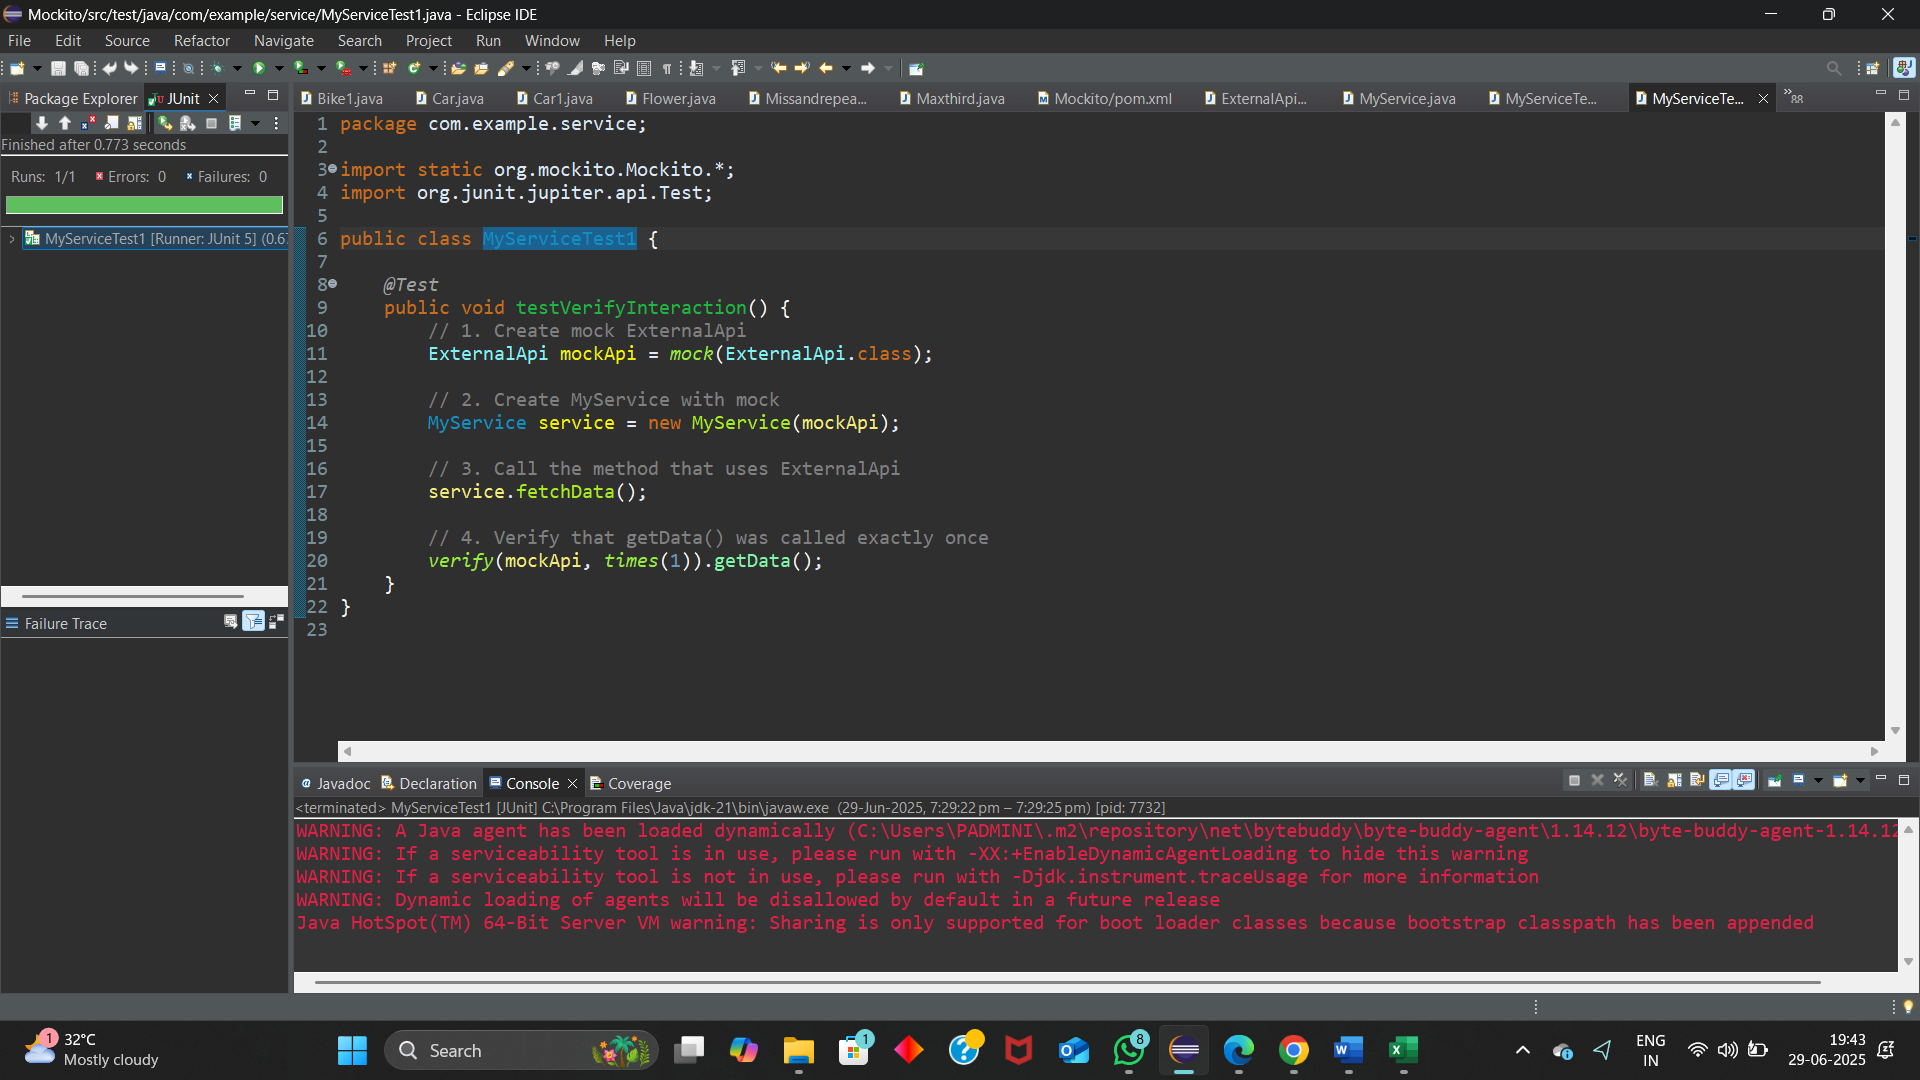 Mockito/src/test/java/com/example/service/MyServiceTest1.java - Eclipse IDE
File Edit Source Refactor Navigate Search Project Run Window Help
Package Explorer JUnit
Finished after 0.773 seconds
Runs: 1/1 Errors: 0 Failures: 0
MyServiceTest1 [Runner: JUnit 5] (0.67
Failure Trace
Bike1.java Car.java Car1.java Flower.java Missandrepea... Maxthird.java Mockito/pom.xml ExternalApi... MyService.java MyServiceTe... MyServiceTe... »88
1 package com.example.service;
2
3 import static org.mockito.Mockito.*;
4 import org.junit.jupiter.api.Test;
5
6 public class MyServiceTest1 {
7
8 @Test
9 public void testVerifyInteraction() {
10 // 1. Create mock ExternalApi
11 ExternalApi mockApi = mock(ExternalApi.class);
12
13 // 2. Create MyService with mock
14 MyService service = new MyService(mockApi);
15
16 // 3. Call the method that uses ExternalApi
17 service.fetchData();
18
19 // 4. Verify that getData() was called exactly once
20 verify(mockApi, times(1)).getData();
21 }
22 }
23
Javadoc Declaration Console Coverage
<terminated> MyServiceTest1 [JUnit] C:\Program Files\Java\jdk-21\bin\javaw.exe (29-Jun-2025, 7:29:22 pm – 7:29:25 pm) [pid: 7732]
WARNING: A Java agent has been loaded dynamically (C:\Users\PADMINI\.m2\repository\net\bytebuddy\byte-buddy-agent\1.14.12\byte-buddy-agent-1.14.12
WARNING: If a serviceability tool is in use, please run with -XX:+EnableDynamicAgentLoading to hide this warning
WARNING: If a serviceability tool is not in use, please run with -Djdk.instrument.traceUsage for more information
WARNING: Dynamic loading of agents will be disallowed by default in a future release
Java HotSpot(TM) 64-Bit Server VM warning: Sharing is only supported for boot loader classes because bootstrap classpath has been appended
1 32°C
Mostly cloudy
Search
1
8
ENG
IN
19:43
29-06-2025